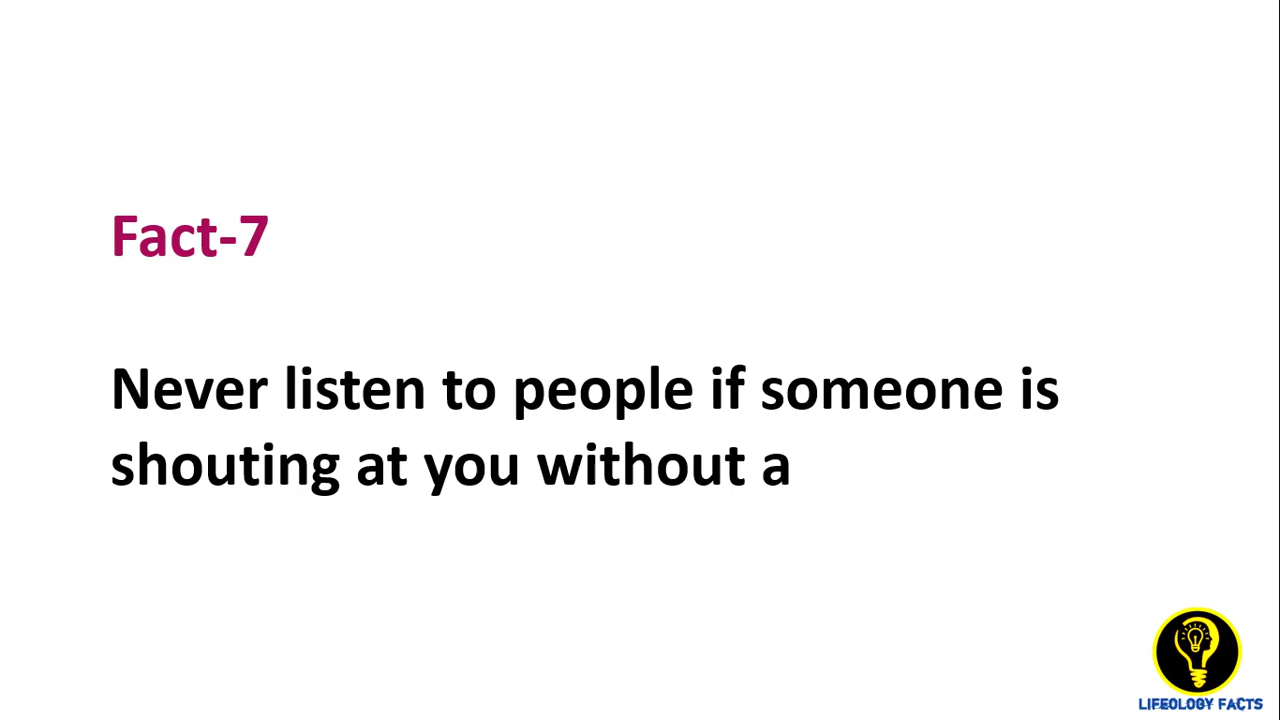 Fact-7
Never listen to people if someone is
shouting at you without a
LIFEOLOGY FACTS